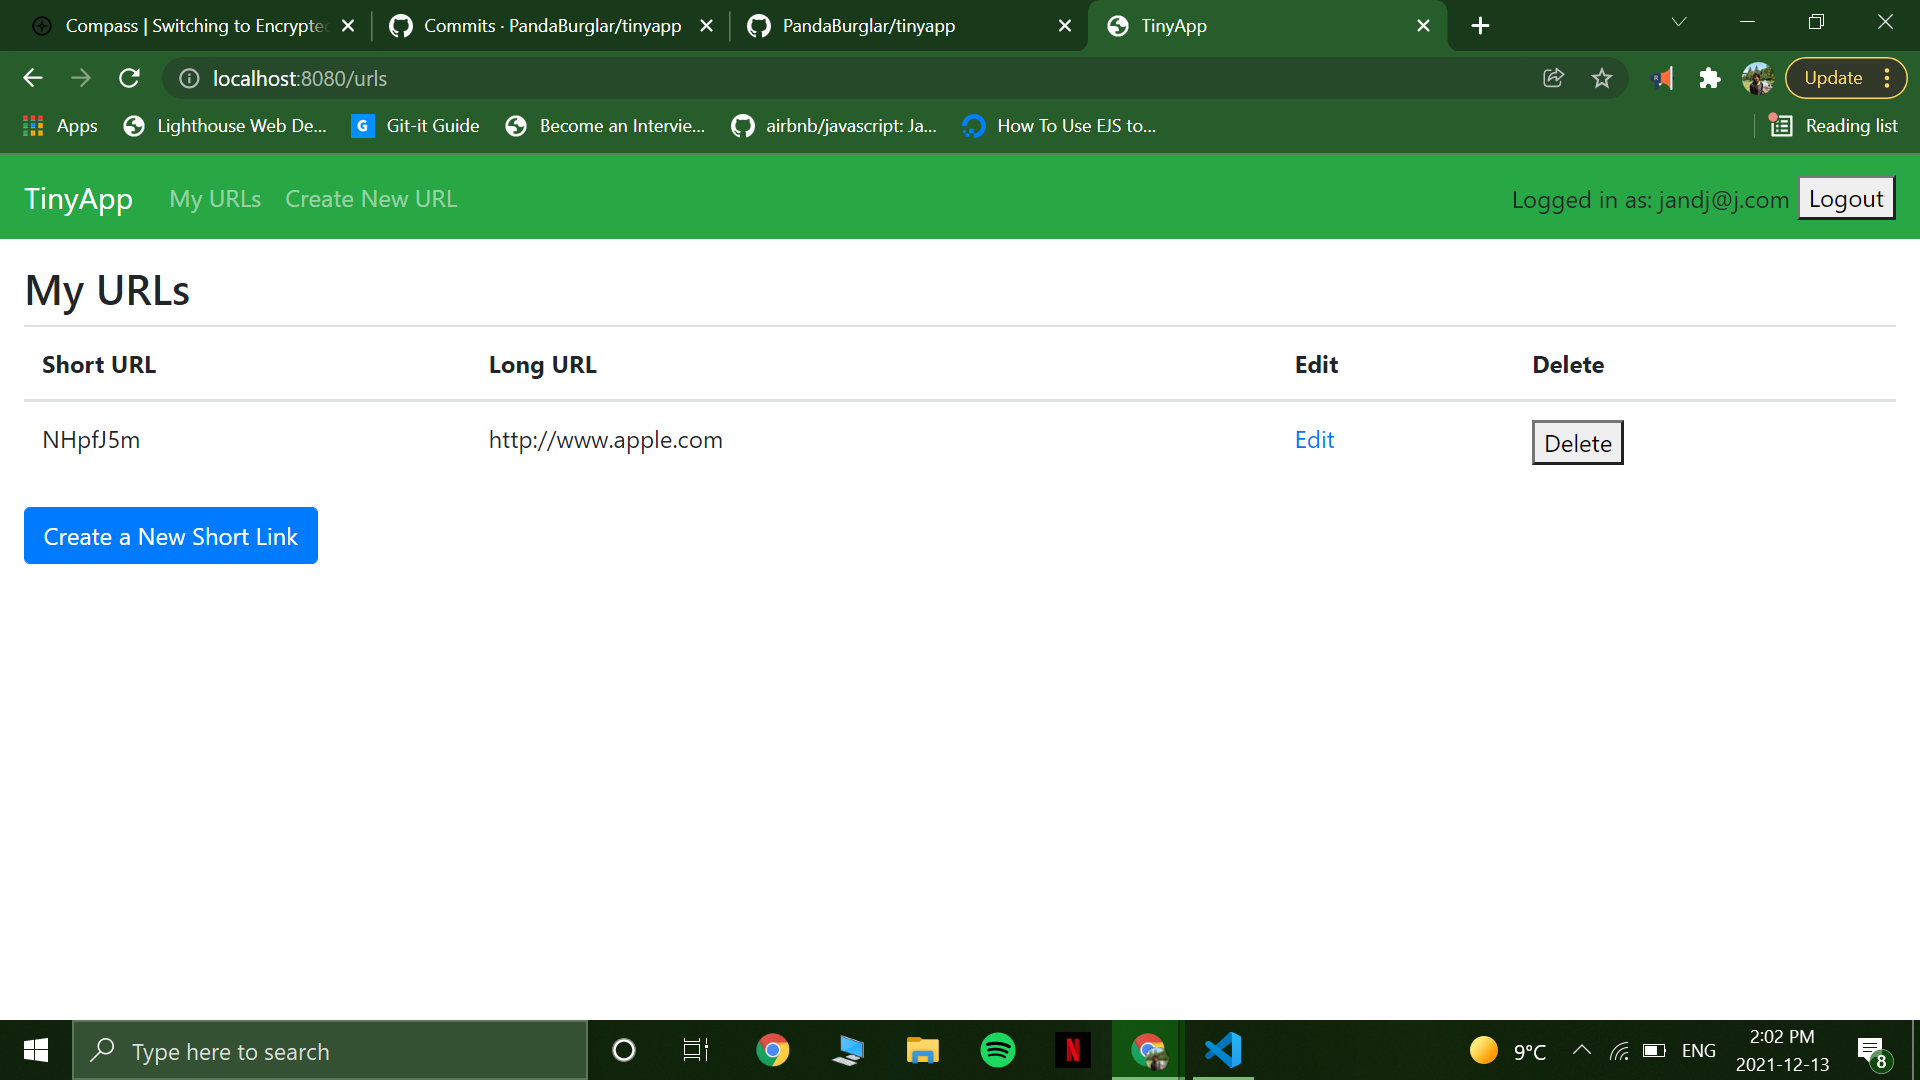 Compass | Switching to Encrypte
Commits · PandaBurglar/tinyapp
PandaBurglar/tinyapp
TinyApp
localhost:8080/urls
Update
Apps
Lighthouse Web De...
Git-it Guide
Become an Intervie...
airbnb/javascript: Ja...
How To Use EJS to...
Reading list
TinyApp My URLs Create New URL
Logged in as: jandj@j.com Logout
My URLs
Short URL Long URL Edit Delete
NHpfJ5m http://www.apple.com Edit Delete
Create a New Short Link
Type here to search
9°C
ENG
2:02 PM
2021-12-13
8